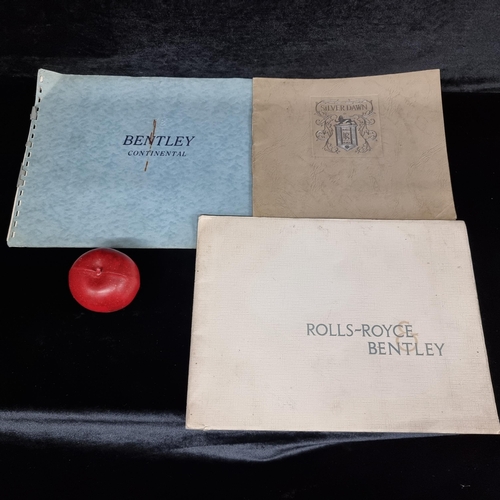 BENTLEY
CONTINENTAL
SILVER DAWN
ROLLS-ROYCE
&
BENTLEY